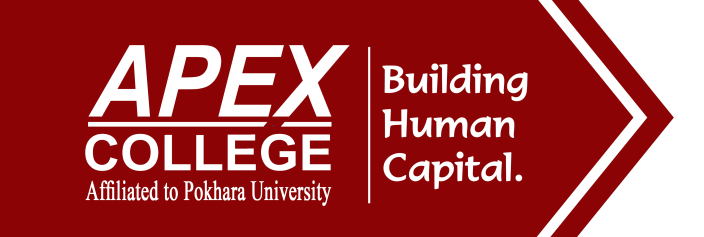 APEX
COLLEGE
Affiliated to Pokhara University
Building
Human
Capital.